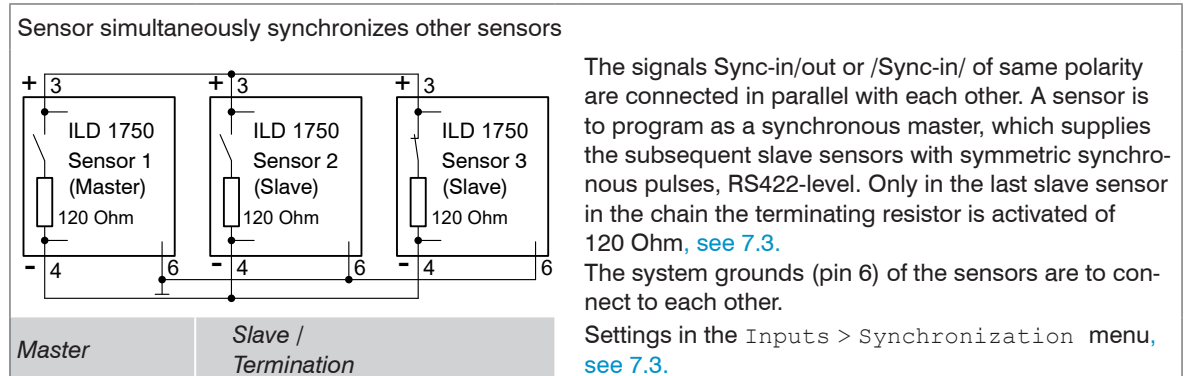 Sensor simultaneously synchronizes other sensors
+ 3 + 3 + 3
ILD 1750 ILD 1750 ILD 1750
Sensor 1 Sensor 2 Sensor 3
(Master) (Slave) (Slave)
120 Ohm 120 Ohm 120 Ohm
- 4 6 - 4 6 - 4 6
Master
Slave /
Termination
The signals Sync-in/out or /Sync-in/ of same polarity
are connected in parallel with each other. A sensor is
to program as a synchronous master, which supplies
the subsequent slave sensors with symmetric synchro-
nous pulses, RS422-level. Only in the last slave sensor
in the chain the terminating resistor is activated of
120 Ohm, see 7.3.
The system grounds (pin 6) of the sensors are to con-
nect to each other.
Settings in the Inputs > Synchronization menu,
see 7.3.